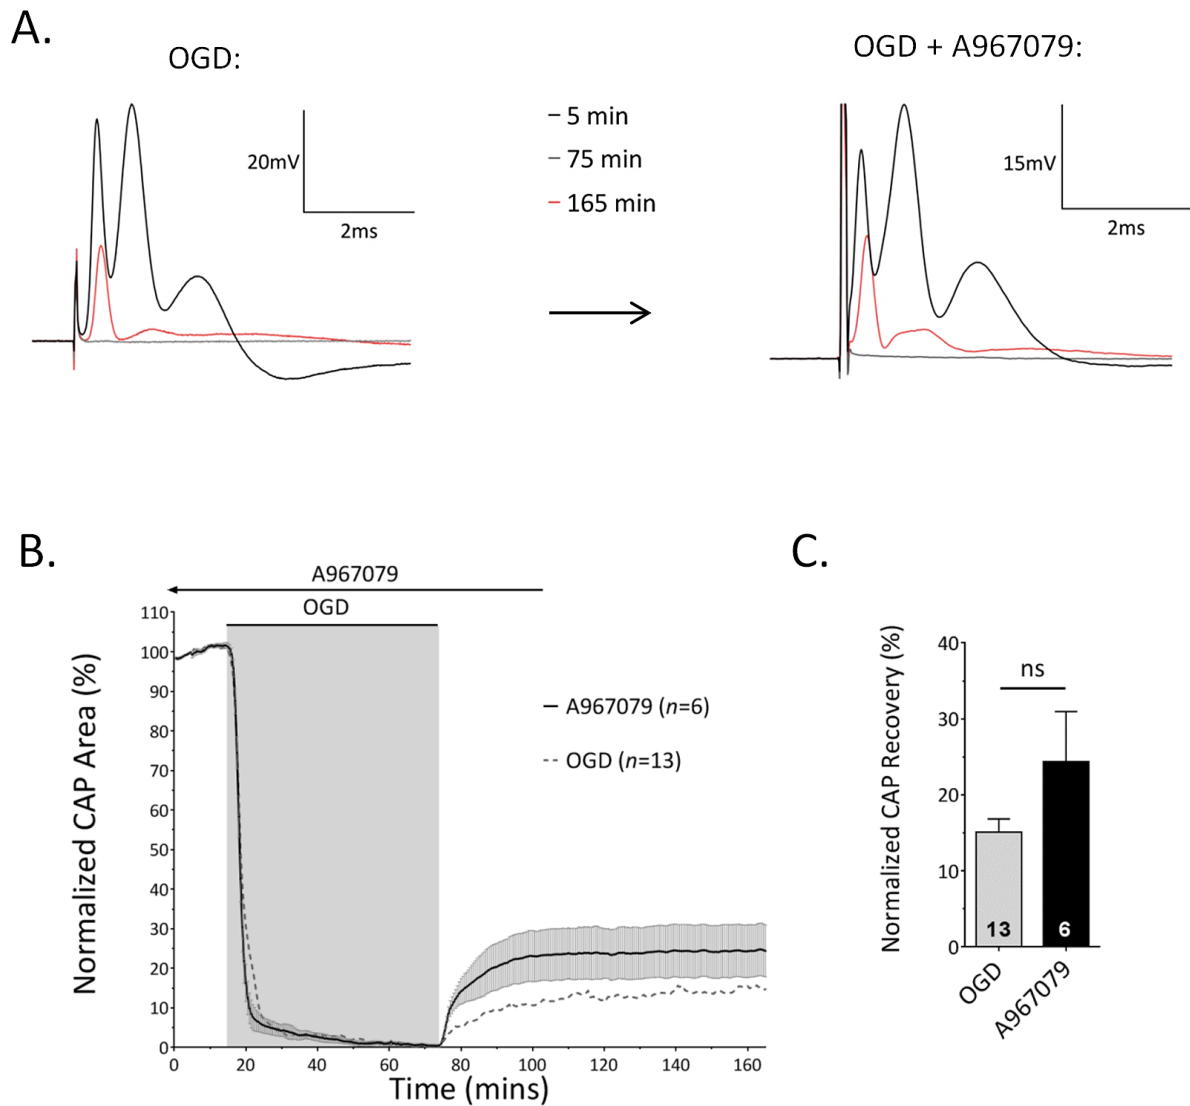 A.
OGD:
OGD + A967079:
20mV
2ms
5 min
75 min
165 min
15mV
2ms
B.
A967079
OGD
Normalized CAP Area (%)
110
100
90
80
70
60
50
40
30
20
10
0
0
20
40
60
80
100
120
140
160
Time (mins)
A967079 (n=6)
OGD (n=13)
C.
Normalized CAP Recovery (%)
40
30
20
10
0
ns
13
6
OGD
A967079